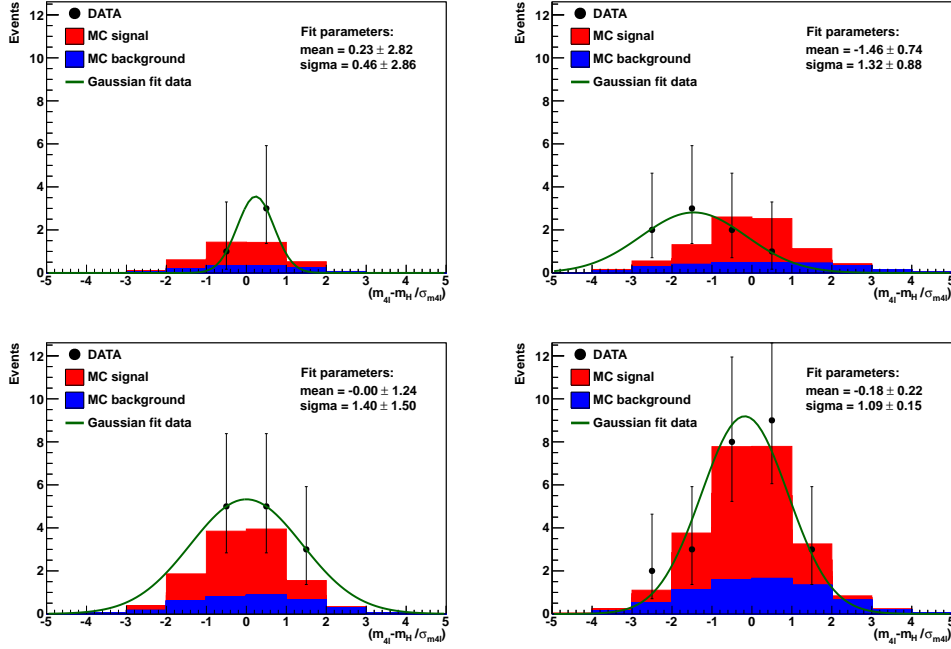 Events
12
10
8
6
4
2
0
DATA
MC signal
MC background
Gaussian fit data
Fit parameters:
mean = 0.23 ± 2.82
sigma = 0.46 ± 2.86
-5 -4 -3 -2 -1 0 1 2 3 4 5
(m4l-mH/σm4l)
Events
12
10
8
6
4
2
0
DATA
MC signal
MC background
Gaussian fit data
Fit parameters:
mean = -1.46 ± 0.74
sigma = 1.32 ± 0.88
-5 -4 -3 -2 -1 0 1 2 3 4 5
(m4l-mH/σm4l)
Events
12
10
8
6
4
2
0
DATA
MC signal
MC background
Gaussian fit data
Fit parameters:
mean = -0.00 ± 1.24
sigma = 1.40 ± 1.50
-5 -4 -3 -2 -1 0 1 2 3 4 5
(m4l-mH/σm4l)
Events
12
10
8
6
4
2
0
DATA
MC signal
MC background
Gaussian fit data
Fit parameters:
mean = -0.18 ± 0.22
sigma = 1.09 ± 0.15
-5 -4 -3 -2 -1 0 1 2 3 4 5
(m4l-mH/σm4l)